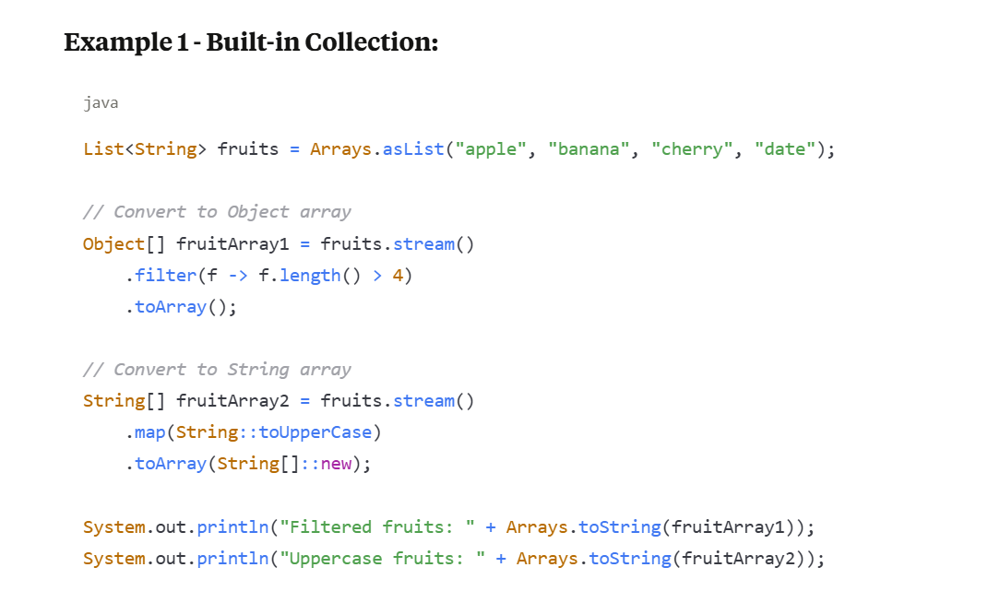 Example 1 - Built-in Collection:
java
List<String> fruits = Arrays.asList("apple", "banana", "cherry", "date");
// Convert to Object array
Object[] fruitArray1 = fruits.stream()
    .filter(f -> f.length() > 4)
    .toArray();
// Convert to String array
String[] fruitArray2 = fruits.stream()
    .map(String::toUpperCase)
    .toArray(String[]::new);
System.out.println("Filtered fruits: " + Arrays.toString(fruitArray1));
System.out.println("Uppercase fruits: " + Arrays.toString(fruitArray2));